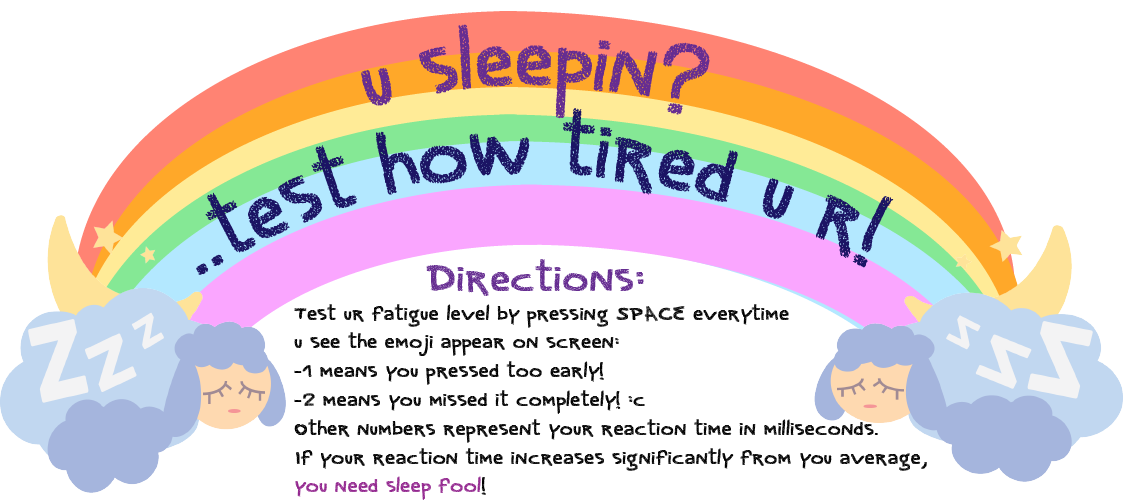 u sleepin?
..test how tired u r!
Z z z
z z Z
Directions:
Test ur fatigue level by pressing SPACE everytime
u see the emoji appear on screen:
-1 means you pressed too early!
-2 means you missed it completely! :c
Other numbers represent your reaction time in milliseconds.
If your reaction time increases significantly from you average,
you need sleep fool!